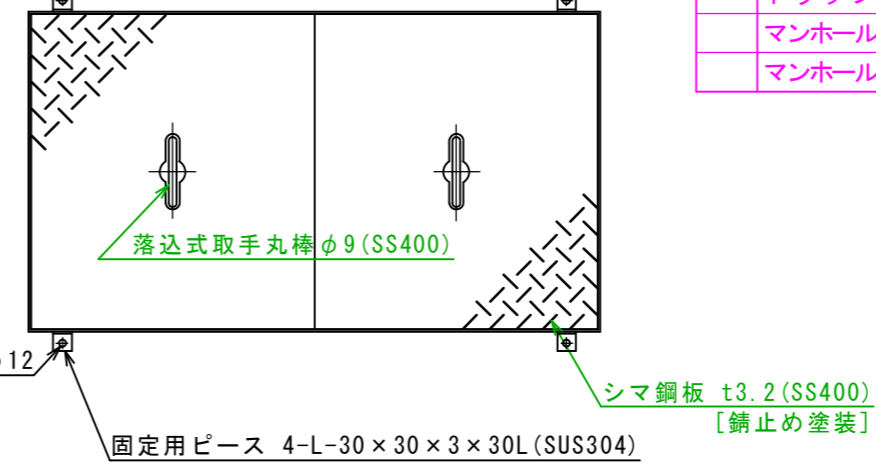 マンホール
マンホール
落込式取手丸棒φ9(SS400)
12
シマ鋼板 t3.2(SS400)
[錆止め塗装]
固定用ピース 4-L-30×30×3×30L(SUS304)